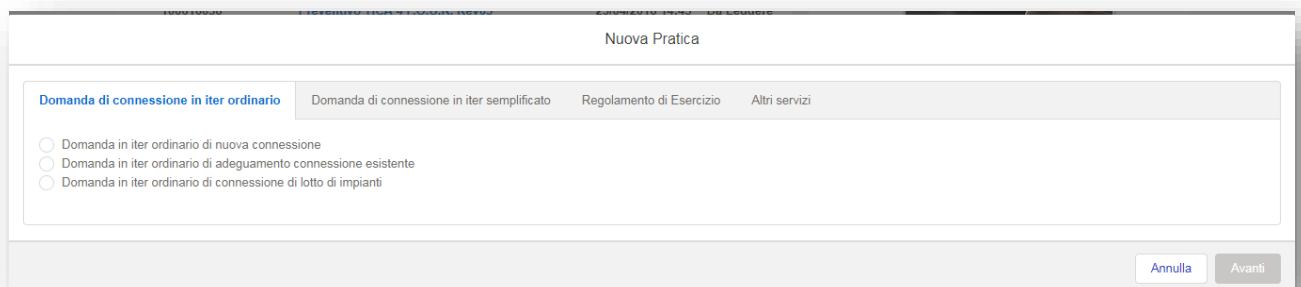 Nuova Pratica
Domanda di connessione in iter ordinario Domanda di connessione in iter semplificato Regolamento di Esercizio Altri servizi
Domanda in iter ordinario di nuova connessione
Domanda in iter ordinario di adeguamento connessione esistente
Domanda in iter ordinario di connessione di lotto di impianti
Annulla Avanti